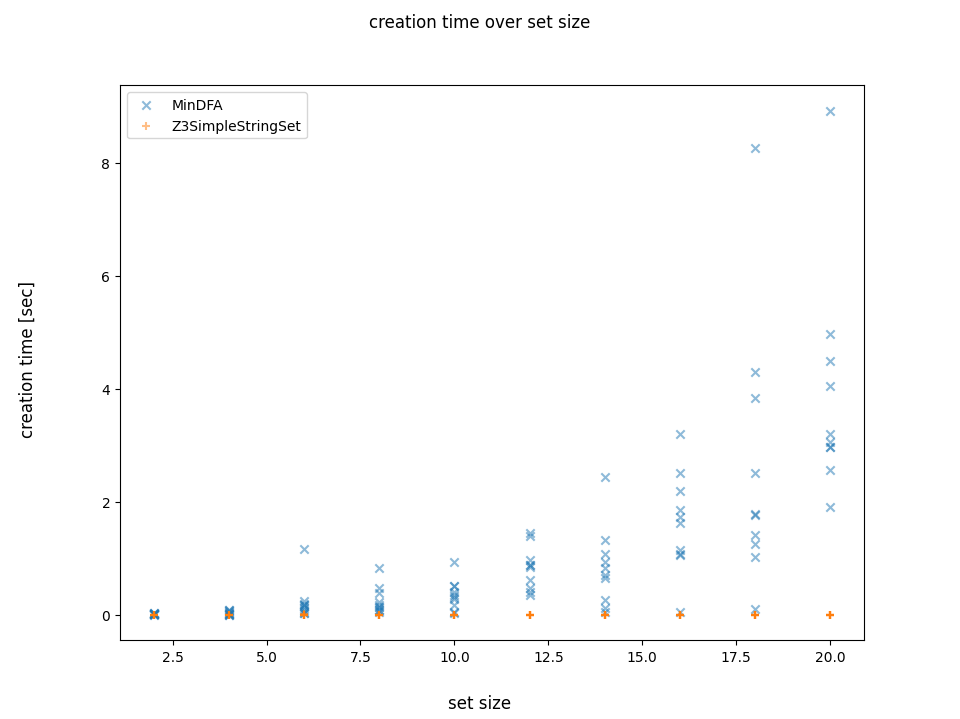 creation time over set size
MinDFA
Z3SimpleStringSet
creation time [sec]
8
6
4
2
0
2.5 5.0 7.5 10.0 12.5 15.0 17.5 20.0
set size